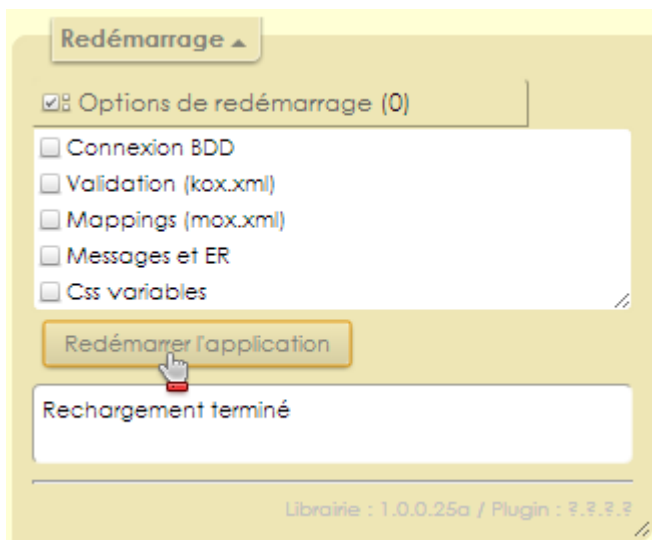 Redémarrage
Options de redémarrage (0)
Connexion BDD
Validation (kox.xml)
Mappings (mox.xml)
Messages et ER
Css variables
Redémarrer l'application
Rechargement terminé
Librairie : 1.0.0.25a / Plugin : ?.?.?.?